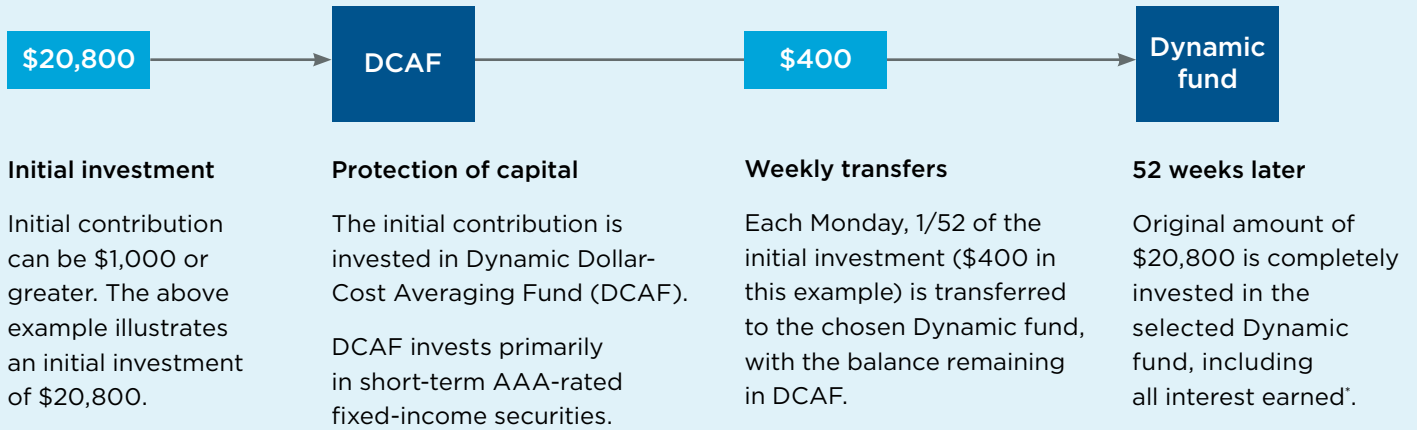 $20,800
DCAF
$400
Dynamic
fund
Initial investment
Initial contribution
can be $1,000 or
greater. The above
example illustrates
an initial investment
of $20,800.
Protection of capital
The initial contribution is
invested in Dynamic Dollar-
Cost Averaging Fund (DCAF).
DCAF invests primarily
in short-term AAA-rated
fixed-income securities.
Weekly transfers
Each Monday, 1/52 of the
initial investment ($400 in
this example) is transferred
to the chosen Dynamic fund,
with the balance remaining
in DCAF.
52 weeks later
Original amount of
$20,800 is completely
invested in the
selected Dynamic
fund, including
all interest earned*.